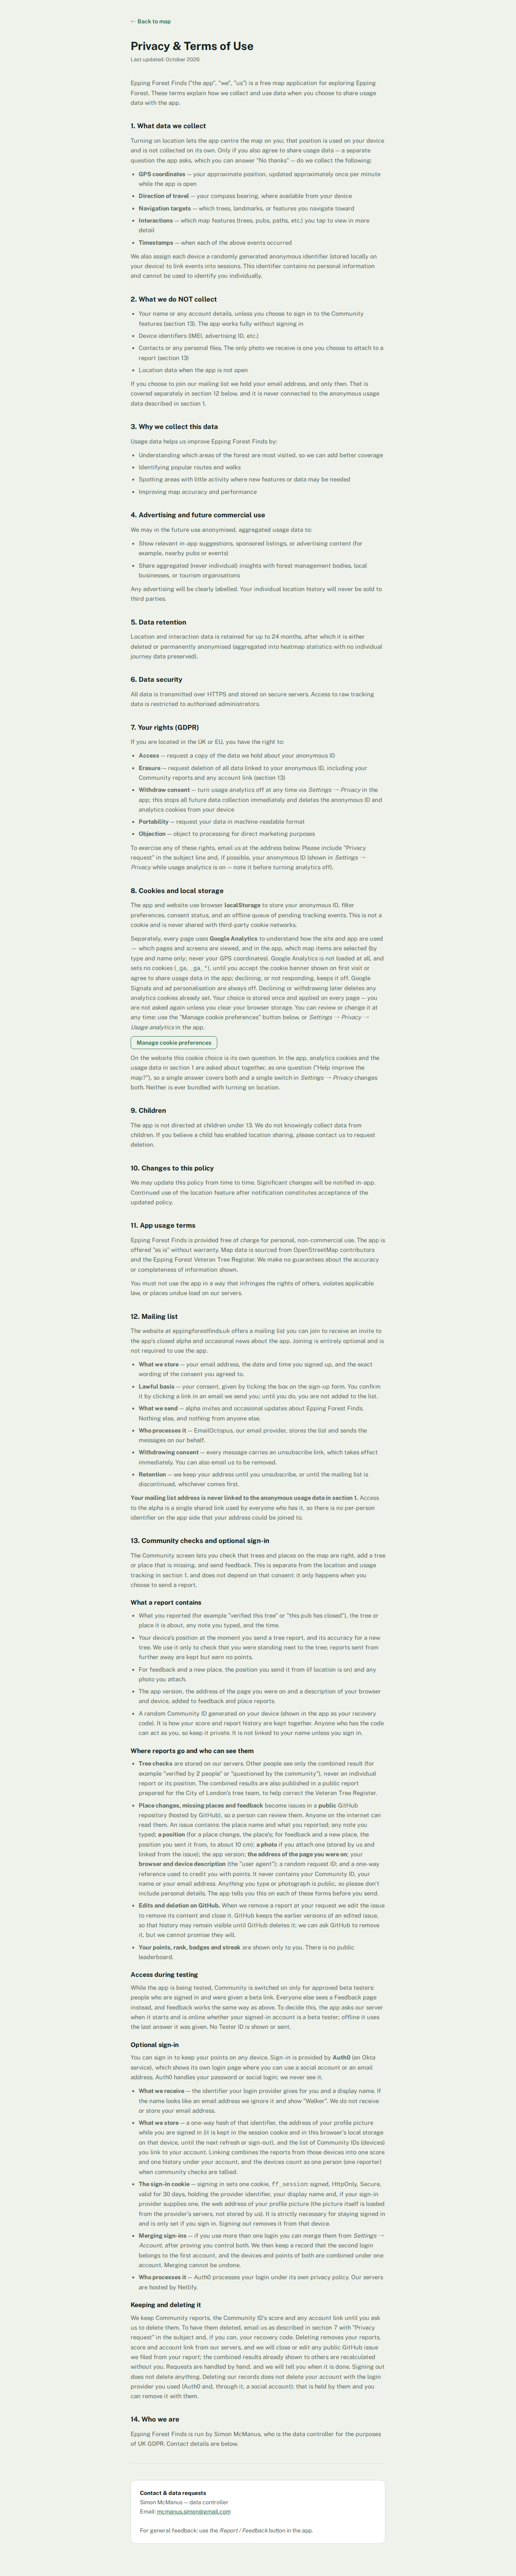 ← Back to map
Privacy & Terms of Use
Last updated: October 2026
Epping Forest Finds ("the app", "we", "us") is a free map application for exploring Epping
Forest. These terms explain how we collect and use data when you choose to share usage
data with the app.
1. What data we collect
Turning on location lets the app centre the map on you; that position is used on your device
and is not collected on its own. Only if you also agree to share usage data — a separate
question the app asks, which you can answer "No thanks" — do we collect the following:
• GPS coordinates — your approximate position, updated approximately once per minute
while the app is open
• Direction of travel — your compass bearing, where available from your device
• Navigation targets — which trees, landmarks, or features you navigate toward
• Interactions — which map features (trees, pubs, paths, etc.) you tap to view in more
detail
• Timestamps — when each of the above events occurred
We also assign each device a randomly generated anonymous identifier (stored locally on
your device) to link events into sessions. This identifier contains no personal information
and cannot be used to identify you individually.
2. What we do NOT collect
• Your name or any account details, unless you choose to sign in to the Community
features (section 13). The app works fully without signing in
• Device identifiers (IMEI, advertising ID, etc.)
• Contacts or any personal files. The only photo we receive is one you choose to attach to a
report (section 13)
• Location data when the app is not open
If you choose to join our mailing list we hold your email address, and only then. That is
covered separately in section 12 below, and it is never connected to the anonymous usage
data described in section 1.
3. Why we collect this data
Usage data helps us improve Epping Forest Finds by:
• Understanding which areas of the forest are most visited, so we can add better coverage
• Identifying popular routes and walks
• Spotting areas with little activity where new features or data may be needed
• Improving map accuracy and performance
4. Advertising and future commercial use
We may in the future use anonymised, aggregated usage data to:
• Show relevant in-app suggestions, sponsored listings, or advertising content (for
example, nearby pubs or events)
• Share aggregated (never individual) insights with forest management bodies, local
businesses, or tourism organisations
Any advertising will be clearly labelled. Your individual location history will never be sold to
third parties.
5. Data retention
Location and interaction data is retained for up to 24 months, after which it is either
deleted or permanently anonymised (aggregated into heatmap statistics with no individual
journey data preserved).
6. Data security
All data is transmitted over HTTPS and stored on secure servers. Access to raw tracking
data is restricted to authorised administrators.
7. Your rights (GDPR)
If you are located in the UK or EU, you have the right to:
• Access — request a copy of the data we hold about your anonymous ID
• Erasure — request deletion of all data linked to your anonymous ID, including your
Community reports and any account link (section 13)
• Withdraw consent — turn usage analytics off at any time via Settings → Privacy in the
app; this stops all future data collection immediately and deletes the anonymous ID and
analytics cookies from your device
• Portability — request your data in machine-readable format
• Objection — object to processing for direct marketing purposes
To exercise any of these rights, email us at the address below. Please include "Privacy
request" in the subject line and, if possible, your anonymous ID (shown in Settings →
Privacy while usage analytics is on — note it before turning analytics off).
8. Cookies and local storage
The app and website use browser localStorage to store your anonymous ID, filter
preferences, consent status, and an offline queue of pending tracking events. This is not a
cookie and is never shared with third-party cookie networks.
Separately, every page uses Google Analytics to understand how the site and app are used
— which pages and screens are viewed, and in the app, which map items are selected (by
type and name only; never your GPS coordinates). Google Analytics is not loaded at all, and
sets no cookies (_ga, _ga_*), until you accept the cookie banner shown on first visit or
agree to share usage data in the app; declining, or not responding, keeps it off. Google
Signals and ad personalisation are always off. Declining or withdrawing later deletes any
analytics cookies already set. Your choice is stored once and applied on every page — you
are not asked again unless you clear your browser storage. You can review or change it at
any time: use the "Manage cookie preferences" button below, or Settings → Privacy →
Usage analytics in the app.
Manage cookie preferences
On the website this cookie choice is its own question. In the app, analytics cookies and the
usage data in section 1 are asked about together, as one question ("Help improve the
map?"), so a single answer covers both and a single switch in Settings → Privacy changes
both. Neither is ever bundled with turning on location.
9. Children
The app is not directed at children under 13. We do not knowingly collect data from
children. If you believe a child has enabled location sharing, please contact us to request
deletion.
10. Changes to this policy
We may update this policy from time to time. Significant changes will be notified in-app.
Continued use of the location feature after notification constitutes acceptance of the
updated policy.
11. App usage terms
Epping Forest Finds is provided free of charge for personal, non-commercial use. The app is
offered "as is" without warranty. Map data is sourced from OpenStreetMap contributors
and the Epping Forest Veteran Tree Register. We make no guarantees about the accuracy
or completeness of information shown.
You must not use the app in a way that infringes the rights of others, violates applicable
law, or places undue load on our servers.
12. Mailing list
The website at eppingforestfinds.uk offers a mailing list you can join to receive an invite to
the app's closed alpha and occasional news about the app. Joining is entirely optional and is
not required to use the app.
• What we store — your email address, the date and time you signed up, and the exact
wording of the consent you agreed to.
• Lawful basis — your consent, given by ticking the box on the sign-up form. You confirm
it by clicking a link in an email we send you; until you do, you are not added to the list.
• What we send — alpha invites and occasional updates about Epping Forest Finds.
Nothing else, and nothing from anyone else.
• Who processes it — EmailOctopus, our email provider, stores the list and sends the
messages on our behalf.
• Withdrawing consent — every message carries an unsubscribe link, which takes effect
immediately. You can also email us to be removed.
• Retention — we keep your address until you unsubscribe, or until the mailing list is
discontinued, whichever comes first.
Your mailing list address is never linked to the anonymous usage data in section 1. Access
to the alpha is a single shared link used by everyone who has it, so there is no per-person
identifier on the app side that your address could be joined to.
13. Community checks and optional sign-in
The Community screen lets you check that trees and places on the map are right, add a tree
or place that is missing, and send feedback. This is separate from the location and usage
tracking in section 1, and does not depend on that consent: it only happens when you
choose to send a report.
What a report contains
• What you reported (for example "verified this tree" or "this pub has closed"), the tree or
place it is about, any note you typed, and the time.
• Your device's position at the moment you send a tree report, and its accuracy for a new
tree. We use it only to check that you were standing next to the tree; reports sent from
further away are kept but earn no points.
• For feedback and a new place, the position you send it from (if location is on) and any
photo you attach.
• The app version, the address of the page you were on and a description of your browser
and device, added to feedback and place reports.
• A random Community ID generated on your device (shown in the app as your recovery
code). It is how your score and report history are kept together. Anyone who has the code
can act as you, so keep it private. It is not linked to your name unless you sign in.
Where reports go and who can see them
• Tree checks are stored on our servers. Other people see only the combined result (for
example "verified by 2 people" or "questioned by the community"), never an individual
report or its position. The combined results are also published in a public report
prepared for the City of London's tree team, to help correct the Veteran Tree Register.
• Place changes, missing places and feedback become issues in a public GitHub
repository (hosted by GitHub), so a person can review them. Anyone on the internet can
read them. An issue contains: the place name and what you reported; any note you
typed; a position (for a place change, the place's; for feedback and a new place, the
position you sent it from, to about 10 cm); a photo if you attach one (stored by us and
linked from the issue); the app version; the address of the page you were on; your
browser and device description (the "user agent"); a random request ID; and a one-way
reference used to credit you with points. It never contains your Community ID, your
name or your email address. Anything you type or photograph is public, so please don't
include personal details. The app tells you this on each of these forms before you send.
• Edits and deletion on GitHub. When we remove a report at your request we edit the issue
to remove its content and close it. GitHub keeps the earlier versions of an edited issue,
so that history may remain visible until GitHub deletes it; we can ask GitHub to remove
it, but we cannot promise they will.
• Your points, rank, badges and streak are shown only to you. There is no public
leaderboard.
Access during testing
While the app is being tested, Community is switched on only for approved beta testers:
people who are signed in and were given a beta link. Everyone else sees a Feedback page
instead, and feedback works the same way as above. To decide this, the app asks our server
when it starts and is online whether your signed-in account is a beta tester; offline it uses
the last answer it was given. No Tester ID is shown or sent.
Optional sign-in
You can sign in to keep your points on any device. Sign-in is provided by Auth0 (an Okta
service), which shows its own login page where you can use a social account or an email
address. Auth0 handles your password or social login; we never see it.
• What we receive — the identifier your login provider gives for you and a display name. If
the name looks like an email address we ignore it and show "Walker". We do not receive
or store your email address.
• What we store — a one-way hash of that identifier, the address of your profile picture
while you are signed in (it is kept in the session cookie and in this browser's local storage
on that device, until the next refresh or sign-out), and the list of Community IDs (devices)
you link to your account. Linking combines the reports from those devices into one score
and one history under your account, and the devices count as one person (one reporter)
when community checks are tallied.
• The sign-in cookie — signing in sets one cookie, ff_session: signed, HttpOnly, Secure,
valid for 30 days, holding the provider identifier, your display name and, if your sign-in
provider supplies one, the web address of your profile picture (the picture itself is loaded
from the provider's servers, not stored by us). It is strictly necessary for staying signed in
and is only set if you sign in. Signing out removes it from that device.
• Merging sign-ins — if you use more than one login you can merge them from Settings →
Account, after proving you control both. We then keep a record that the second login
belongs to the first account, and the devices and points of both are combined under one
account. Merging cannot be undone.
• Who processes it — Auth0 processes your login under its own privacy policy. Our servers
are hosted by Netlify.
Keeping and deleting it
We keep Community reports, the Community ID's score and any account link until you ask
us to delete them. To have them deleted, email us as described in section 7 with "Privacy
request" in the subject and, if you can, your recovery code. Deleting removes your reports,
score and account link from our servers, and we will close or edit any public GitHub issue
we filed from your report; the combined results already shown to others are recalculated
without you. Requests are handled by hand, and we will tell you when it is done. Signing out
does not delete anything. Deleting our records does not delete your account with the login
provider you used (Auth0 and, through it, a social account): that is held by them and you
can remove it with them.
14. Who we are
Epping Forest Finds is run by Simon McManus, who is the data controller for the purposes
of UK GDPR. Contact details are below.
Contact & data requests
Simon McManus — data controller
Email: mcmanus.simon@gmail.com
For general feedback: use the Report / Feedback button in the app.